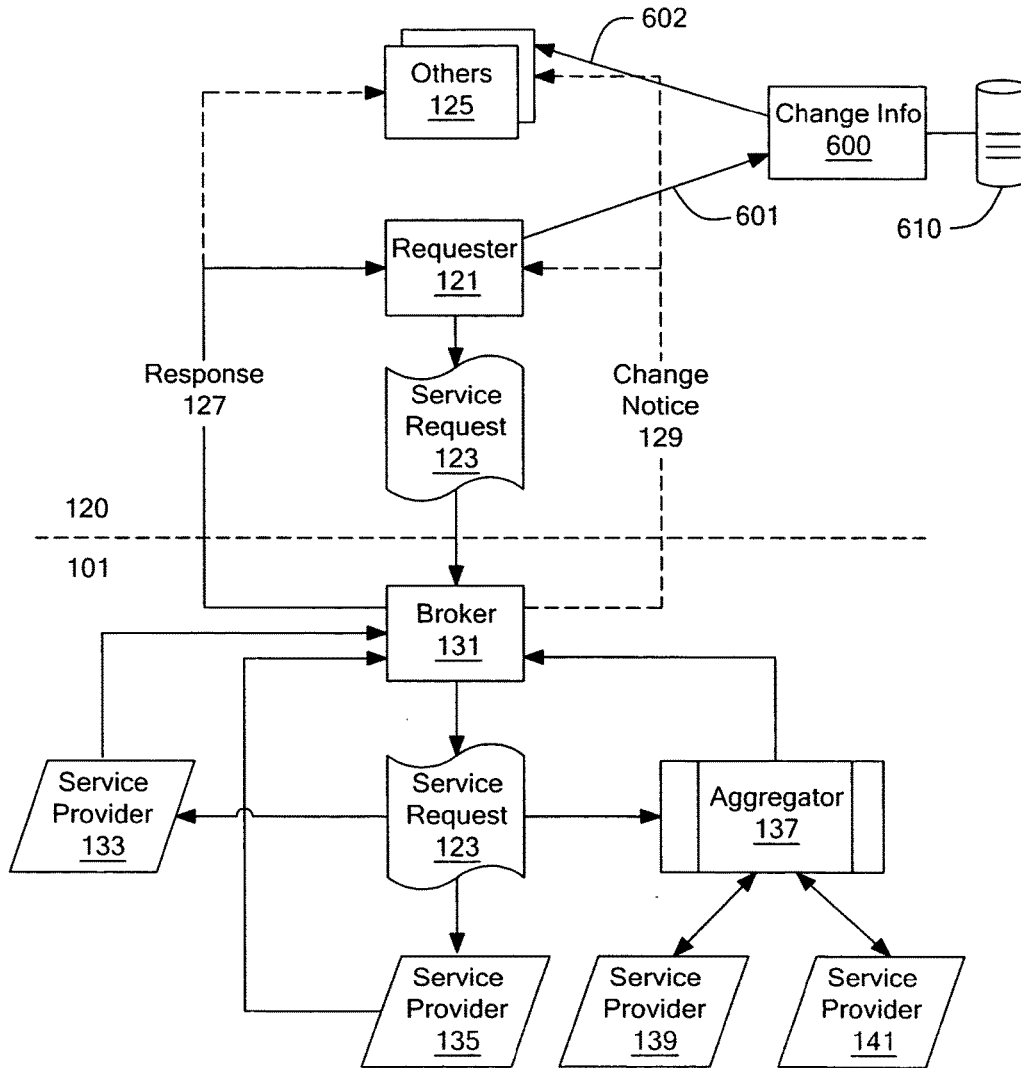 602
Others
125
Change Info
600
601
610
Requester
121
Response
127
Service
Request
123
Change
Notice
129
120
101
Broker
131
Service
Provider
133
Service
Request
123
Aggregator
137
Service
Provider
135
Service
Provider
139
Service
Provider
141